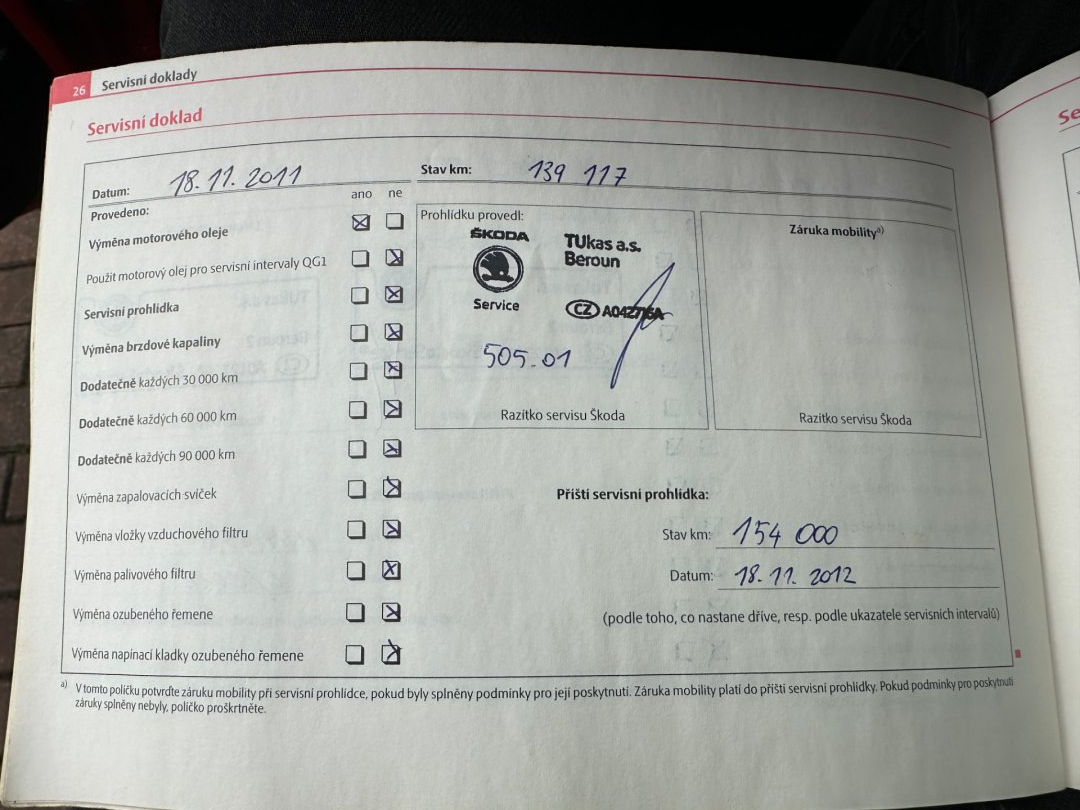 26 Servisní doklady
Servisní doklad
Datum: 18. 11. 2011 Stav km: 139 117
Provedeno: ano ne
Výměna motorového oleje
Použit motorový olej pro servisní intervaly QG1
Servisní prohlídka
Výměna brzdové kapaliny
Dodatečně každých 30 000 km
Dodatečně každých 60 000 km
Dodatečně každých 90 000 km
Výměna zapalovacích svíček
Výměna vložky vzduchového filtru
Výměna palivového filtru
Výměna ozubeného řemene
Výměna napínací kladky ozubeného řemene
Prohlídku provedl:
ŠKODA
Service
TUkas a.s.
Beroun
CZ A042776A
505.01
Razítko servisu Škoda
Záruka mobility a)
Razítko servisu Škoda
Příští servisní prohlídka:
Stav km: 154 000
Datum: 18. 11. 2012
(podle toho, co nastane dříve, resp. podle ukazatele servisních intervalů)
a) V tomto políčku potvrďte záruku mobility při servisní prohlídce, pokud byly splněny podmínky pro její poskytnutí. Záruka mobility platí do příští servisní prohlídky. Pokud podmínky pro poskytnutí
záruky splněny nebyly, políčko proškrtněte.
Se